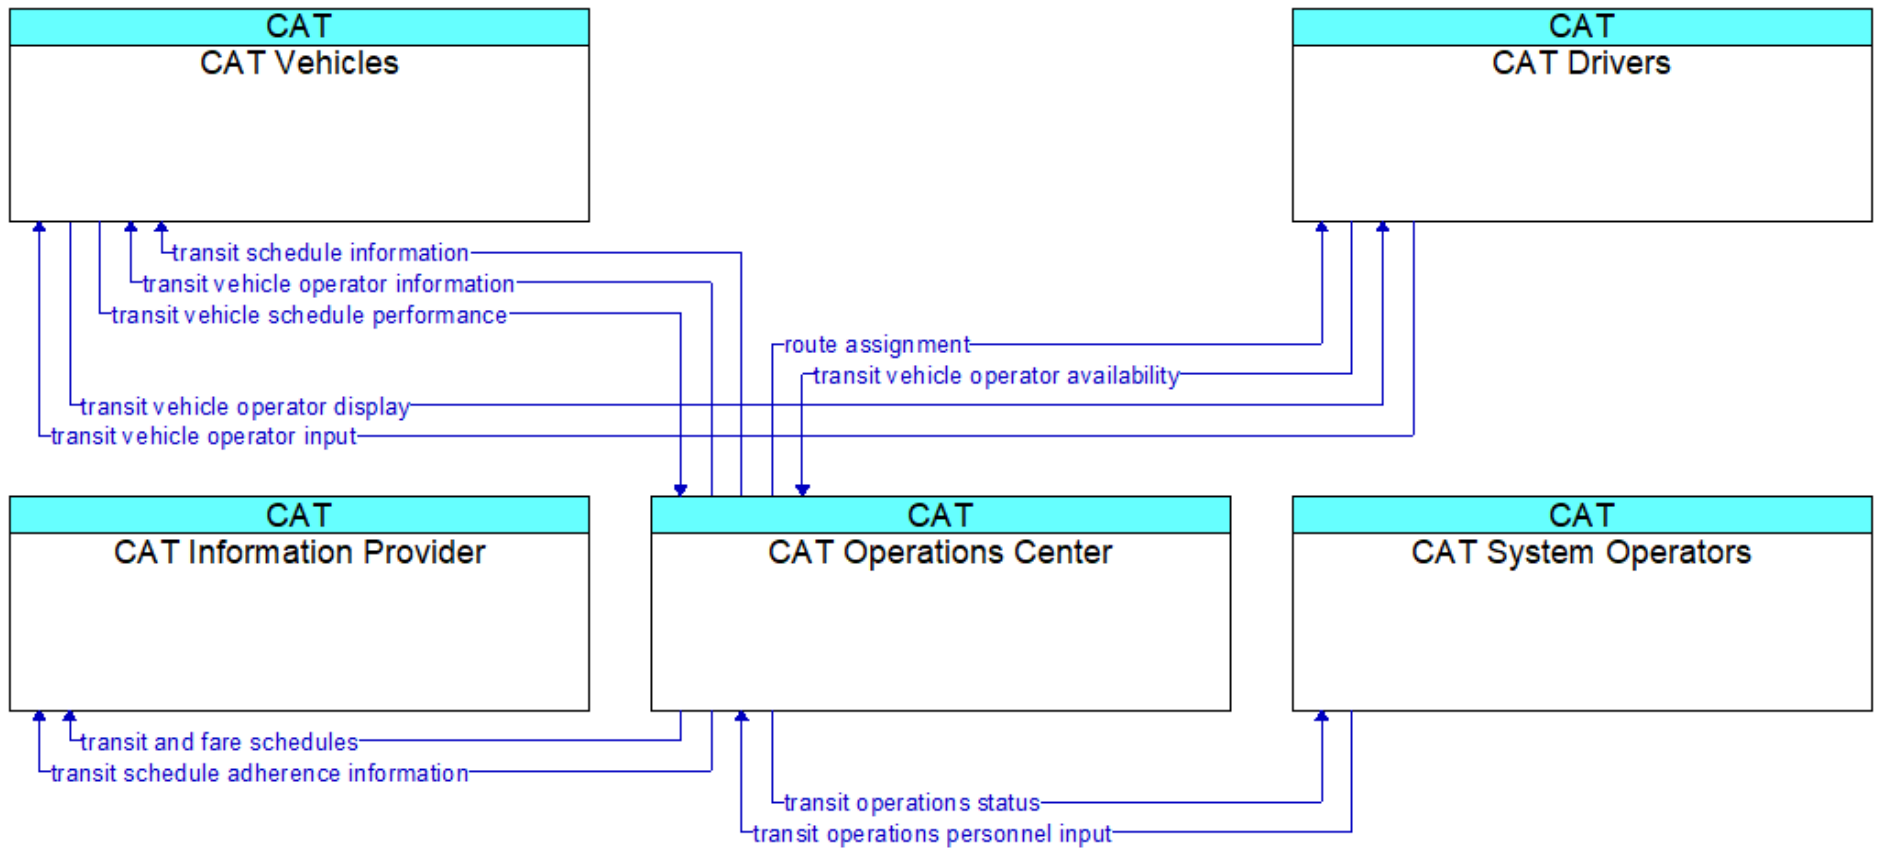 CAT
CAT Vehicles
CAT
CAT Drivers
transit schedule information
transit vehicle operator information
transit vehicle schedule performance
route assignment
transit vehicle operator availability
transit vehicle operator display
transit vehicle operator input
CAT
CAT Information Provider
CAT
CAT Operations Center
CAT
CAT System Operators
transit and fare schedules
transit schedule adherence information
transit operations status
transit operations personnel input